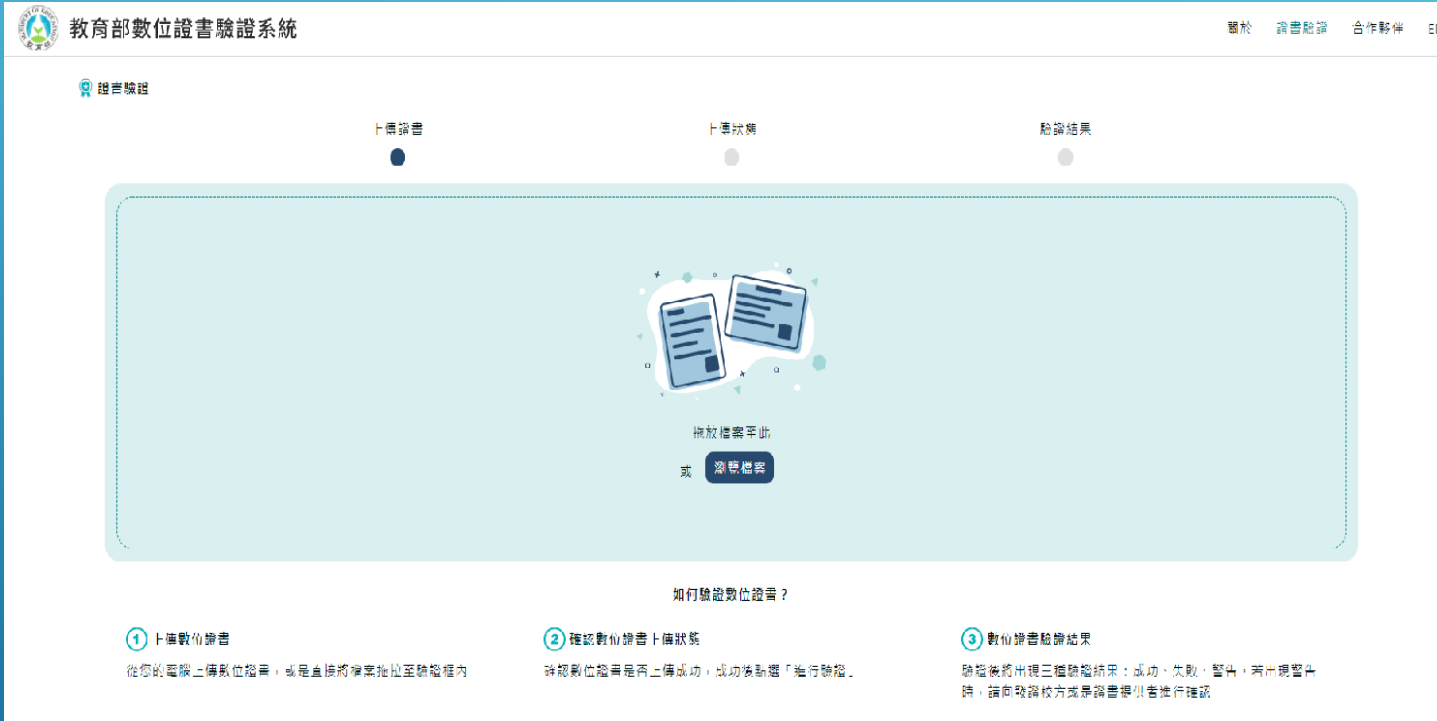 教育部數位證書驗證系統
關於 證書驗證 合作夥伴
證書驗證
上傳證書 上傳狀態 驗證結果
拖放檔案至此
或 瀏覽檔案
如何驗證數位證書？
1 上傳數位證書
從您的電腦上傳數位證書，或是直接將檔案拖拉至驗證框內
2 確認數位證書上傳狀態
確認數位證書是否上傳成功，成功後點選「進行驗證」
3 數位證書驗證結果
驗證後將出現三種驗證結果：成功、失敗、警告，若出現警告
時，請向發證校方或是證書提供者進行確認